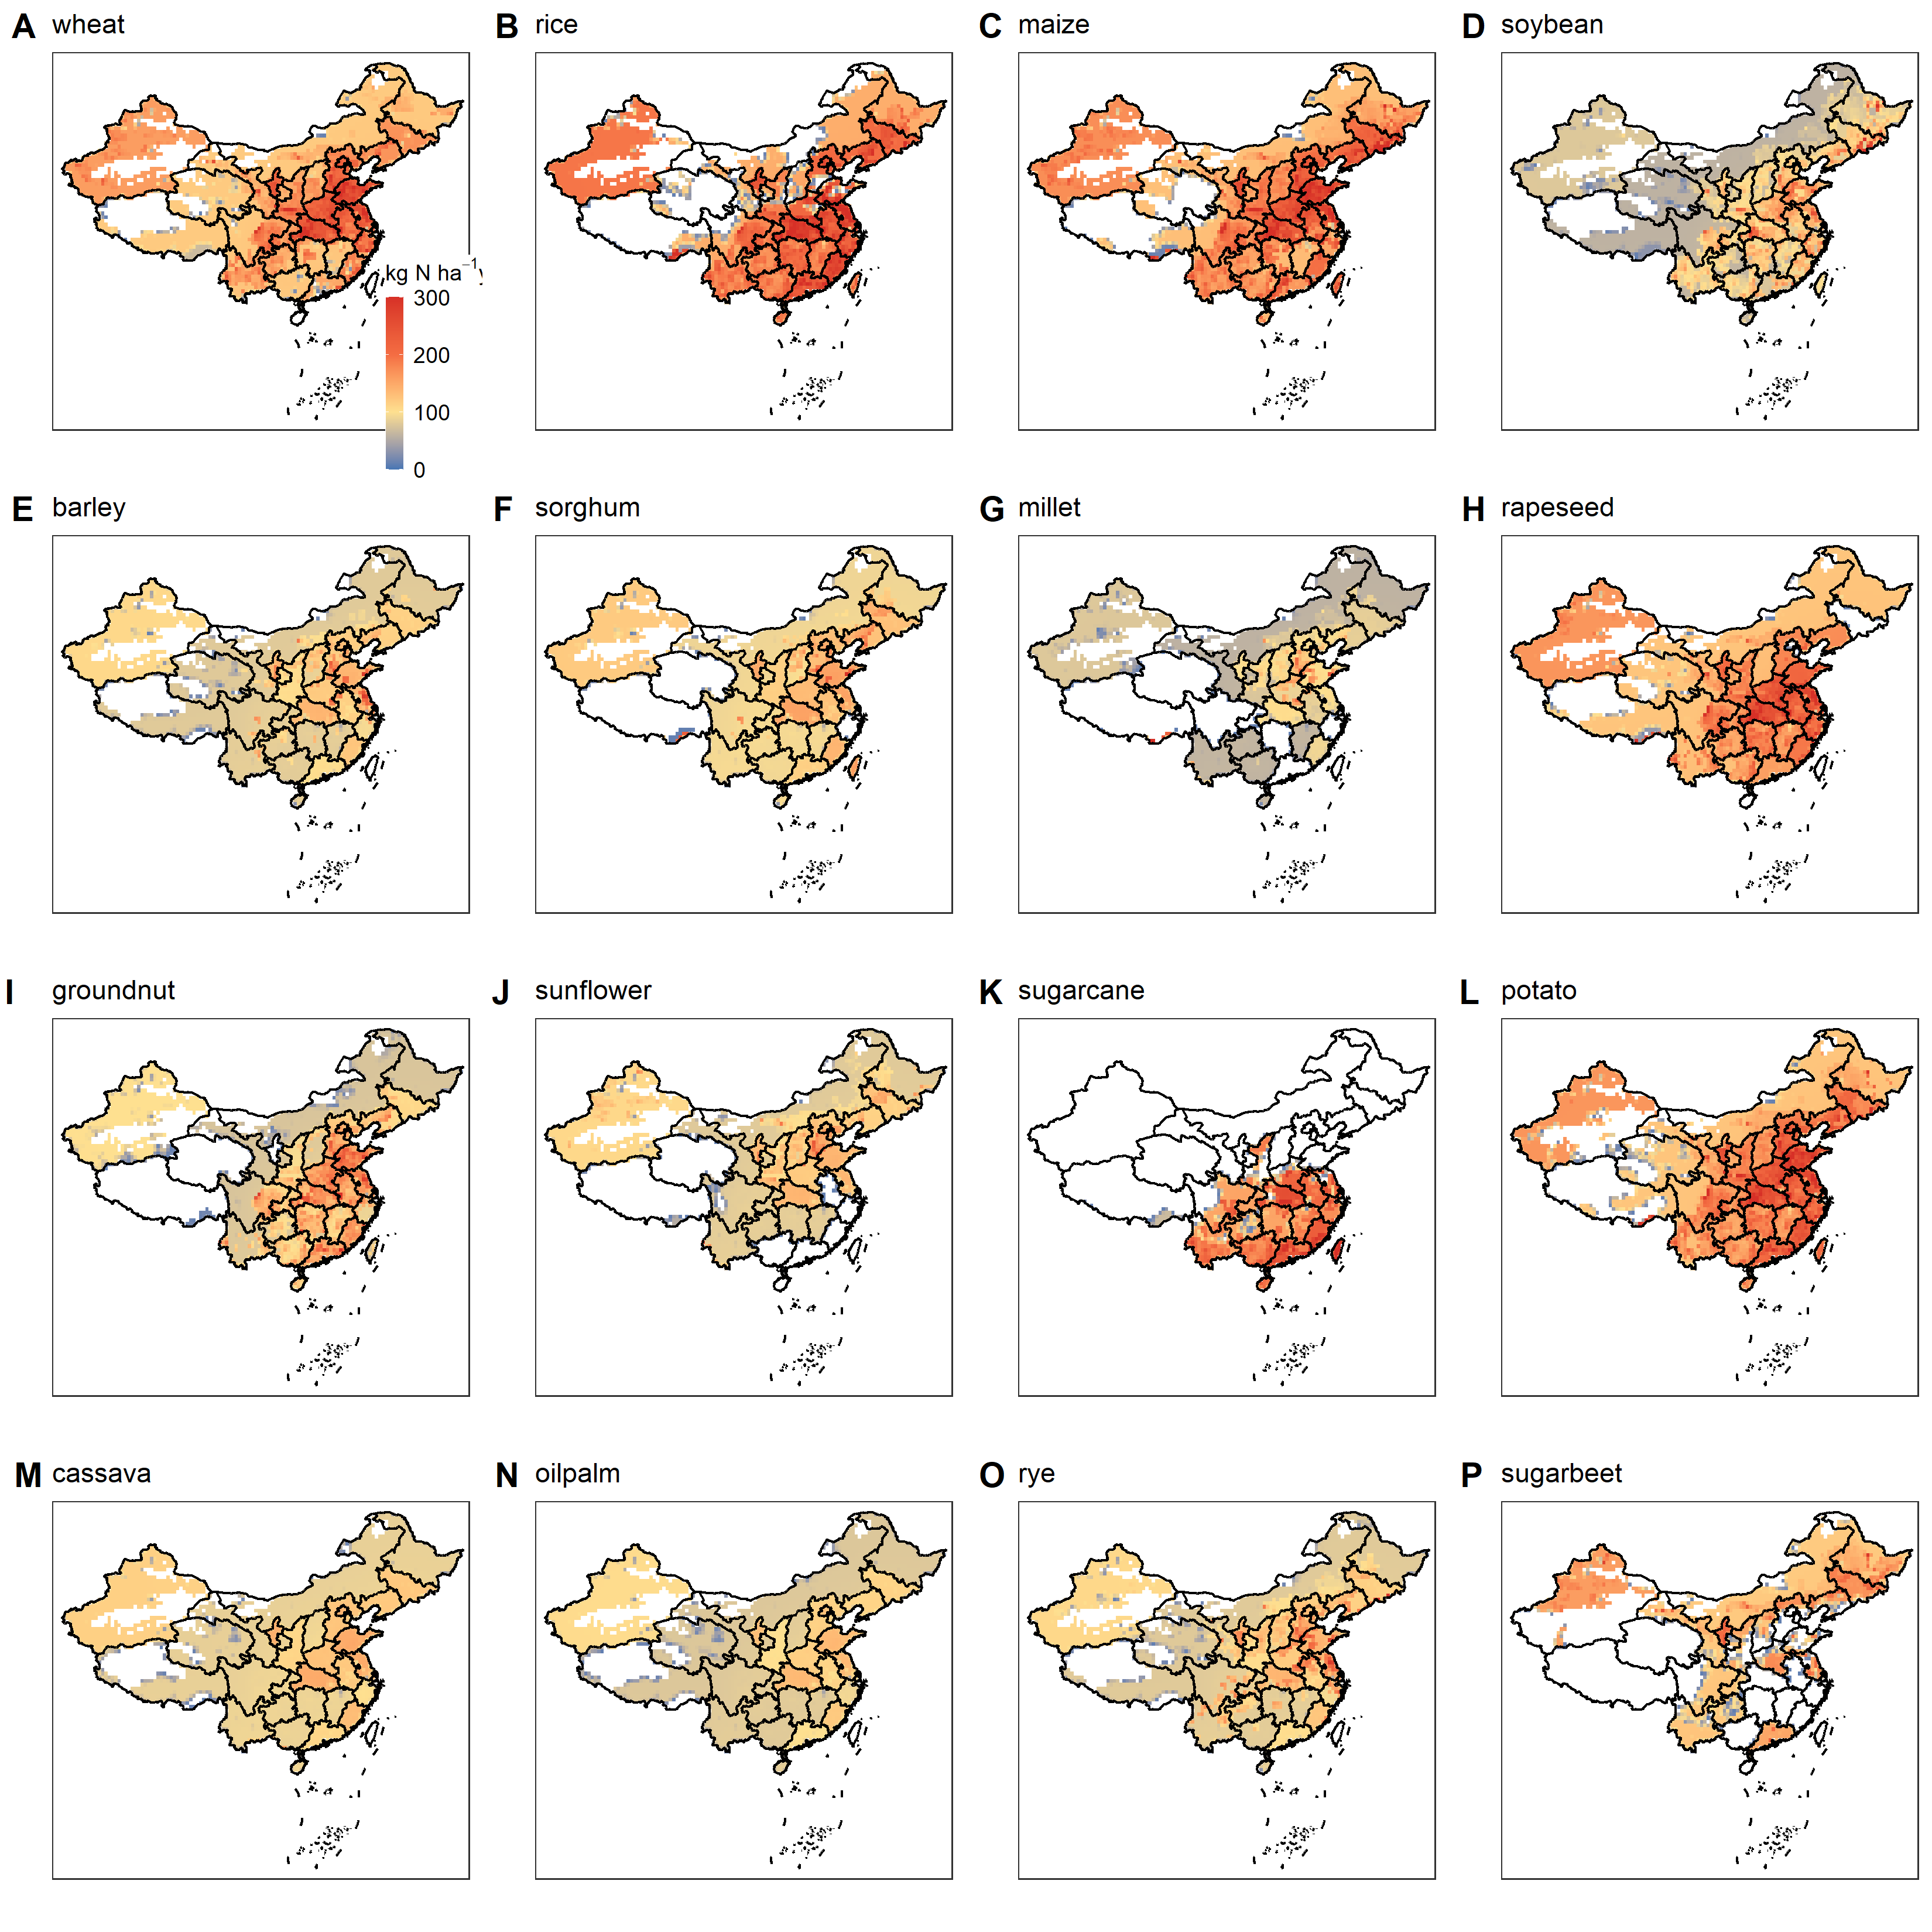 A wheat
B rice
C maize
D soybean
kg N ha⁻¹
300
200
100
0
E barley
F sorghum
G millet
H rapeseed
I groundnut
J sunflower
K sugarcane
L potato
M cassava
N oilpalm
O rye
P sugarbeet